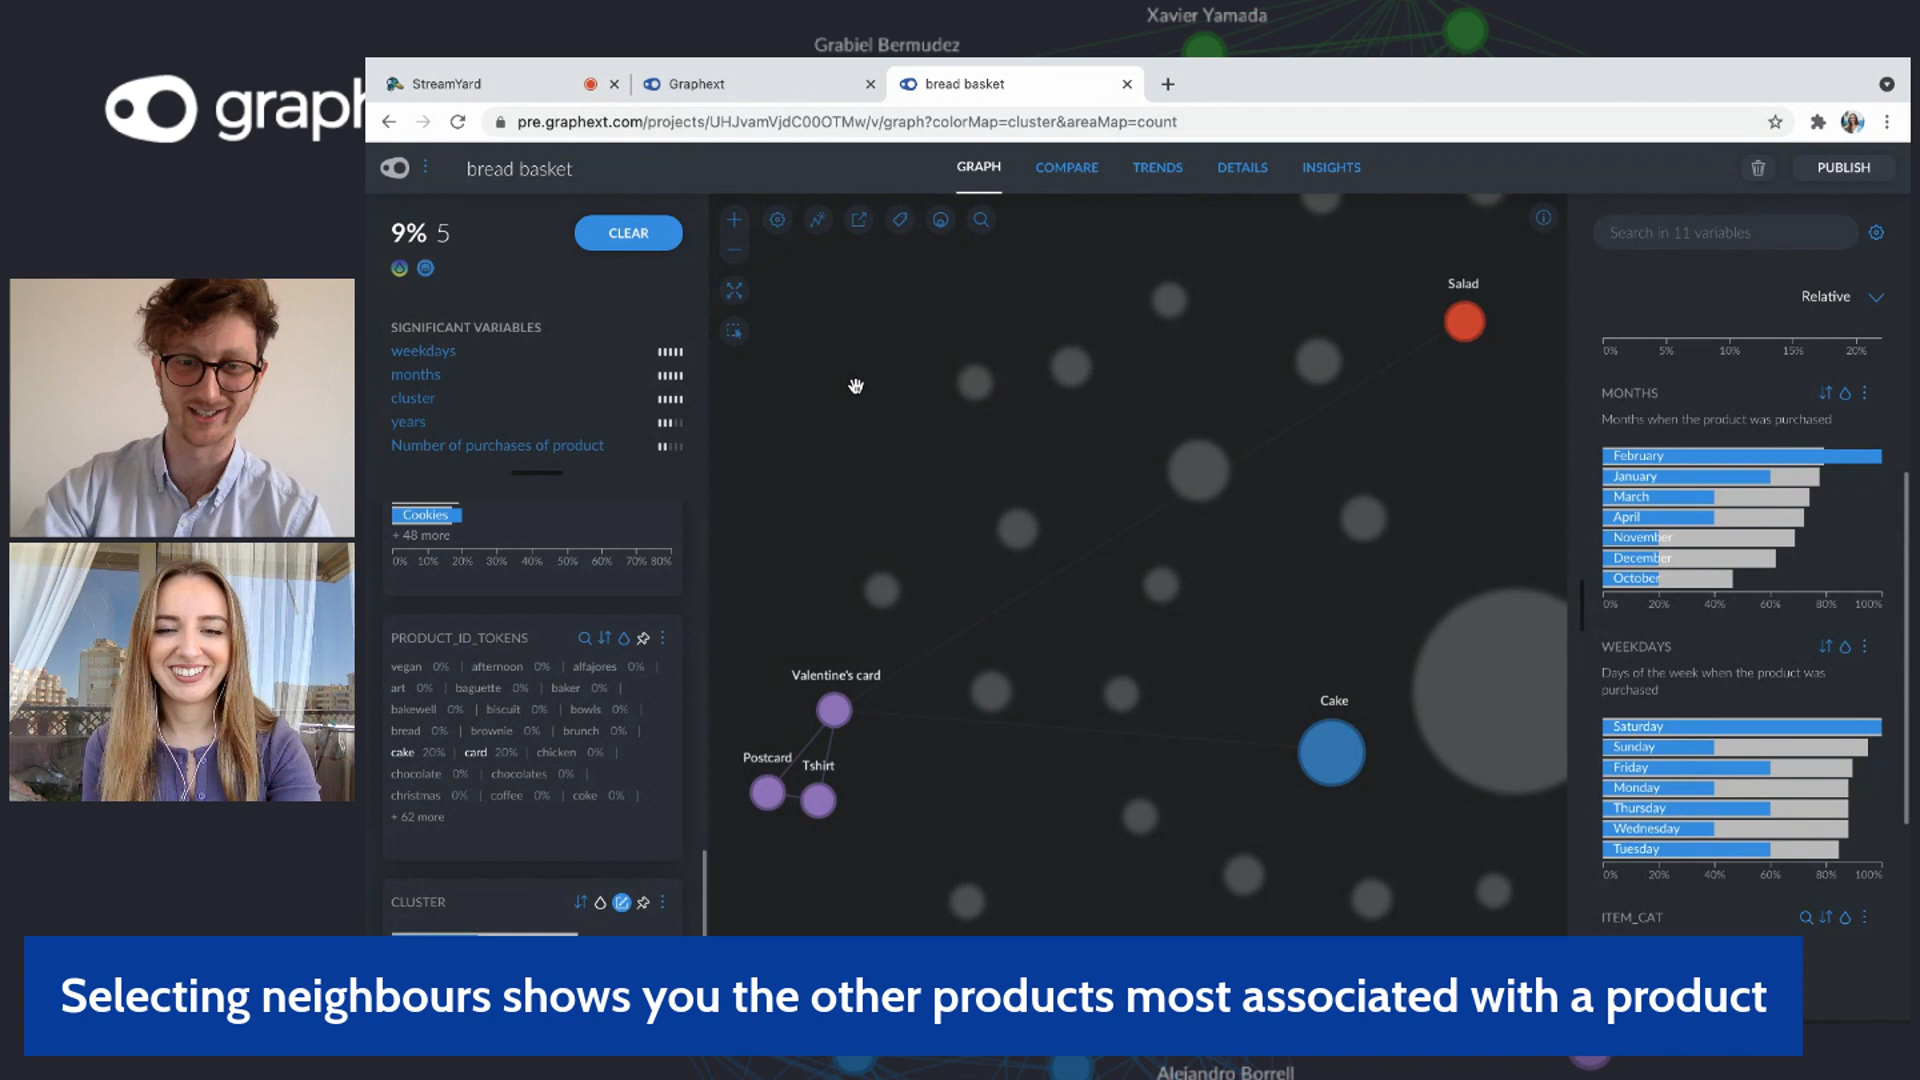 Xavier Yamada
Grabiel Bermudez
StreamYard
Graphext
bread basket
pre.graphext.com/projects/UHJvamVjdC00OTMw/v/graph?colorMap=cluster&areaMap=count
bread basket
GRAPH
COMPARE
TRENDS
DETAILS
INSIGHTS
PUBLISH
9% 5
CLEAR
SIGNIFICANT VARIABLES
weekdays
months
cluster
years
Number of purchases of product
Cookies
+ 48 more
0% 10% 20% 30% 40% 50% 60% 70% 80%
PRODUCT_ID_TOKENS
vegan 0% | afternoon 0% | alfajores 0% |
art 0% | baguette 0% | baker 0% |
bakewell 0% | biscuit 0% | bowls 0% |
bread 0% | brownie 0% | brunch 0% |
cake 20% | card 20% | chicken 0% |
chocolate 0% | chocolates 0% |
christmas 0% | coffee 0% | coke 0% |
+ 62 more
CLUSTER
Salad
Valentine's card
Postcard
Tshirt
Cake
Search in 11 variables
Relative
0% 5% 10% 15% 20%
MONTHS
Months when the product was purchased
February
January
March
April
November
December
October
0% 20% 40% 60% 80% 100%
WEEKDAYS
Days of the week when the product was
purchased
Saturday
Sunday
Friday
Monday
Thursday
Wednesday
Tuesday
0% 20% 40% 60% 80% 100%
ITEM_CAT
Selecting neighbours shows you the other products most associated with a product
Alejandro Borrell